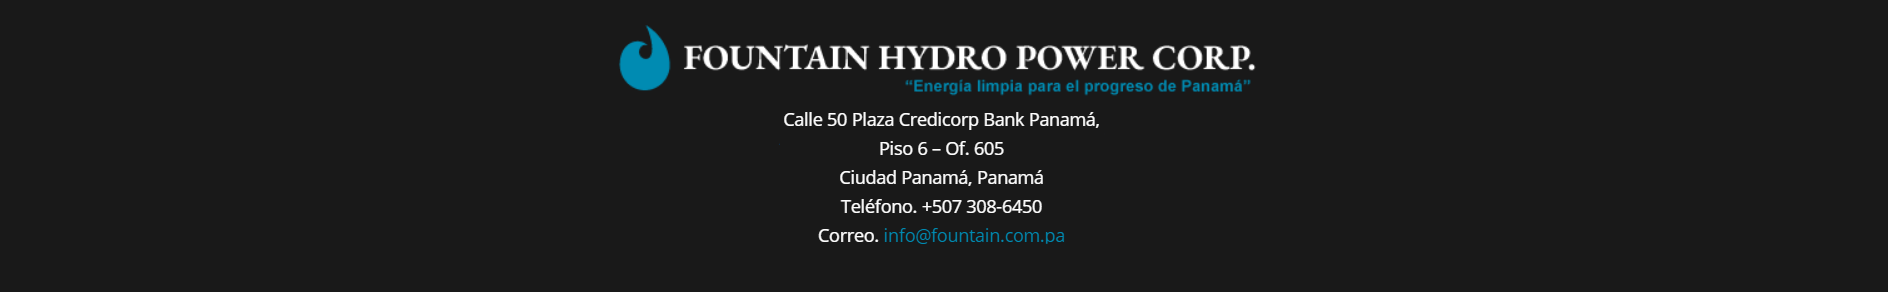 FOUNTAIN HYDRO POWER CORP.
“Energía limpia para el progreso de Panamá”
Calle 50 Plaza Credicorp Bank Panamá,
Piso 6 – Of. 605
Ciudad Panamá, Panamá
Teléfono. +507 308-6450
Correo. info@fountain.com.pa